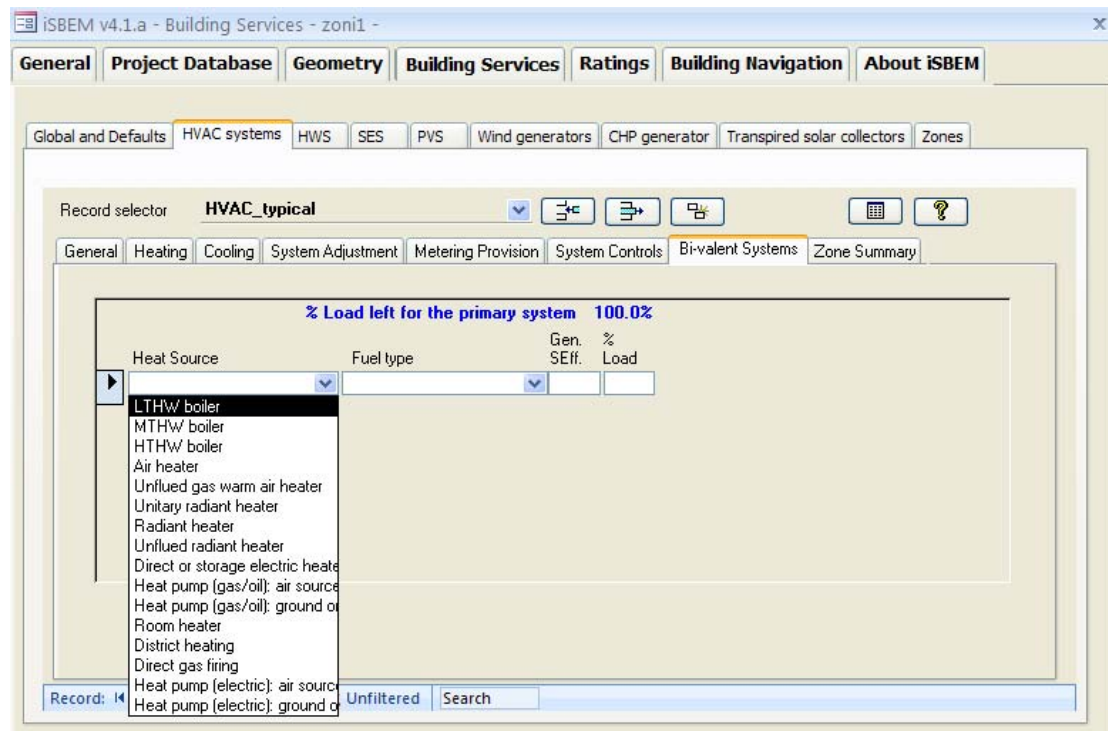 iSBEM v4.1.a - Building Services - zoni1 -
General Project Database Geometry Building Services Ratings Building Navigation About iSBEM
Global and Defaults HVAC systems HWS SES PVS Wind generators CHP generator Transpired solar collectors Zones
Record selector HVAC_typical
General Heating Cooling System Adjustment Metering Provision System Controls Bi-valent Systems Zone Summary
% Load left for the primary system 100.0%
Heat Source Fuel type Gen. SEff. % Load
LTHW boiler
MTHW boiler
HTHW boiler
Air heater
Unflued gas warm air heater
Unitary radiant heater
Radiant heater
Unflued radiant heater
Direct or storage electric heate
Heat pump (gas/oil): air source
Heat pump (gas/oil): ground o
Room heater
District heating
Direct gas firing
Heat pump (electric): air sourc
Heat pump (electric): ground o
Record: Unfiltered Search